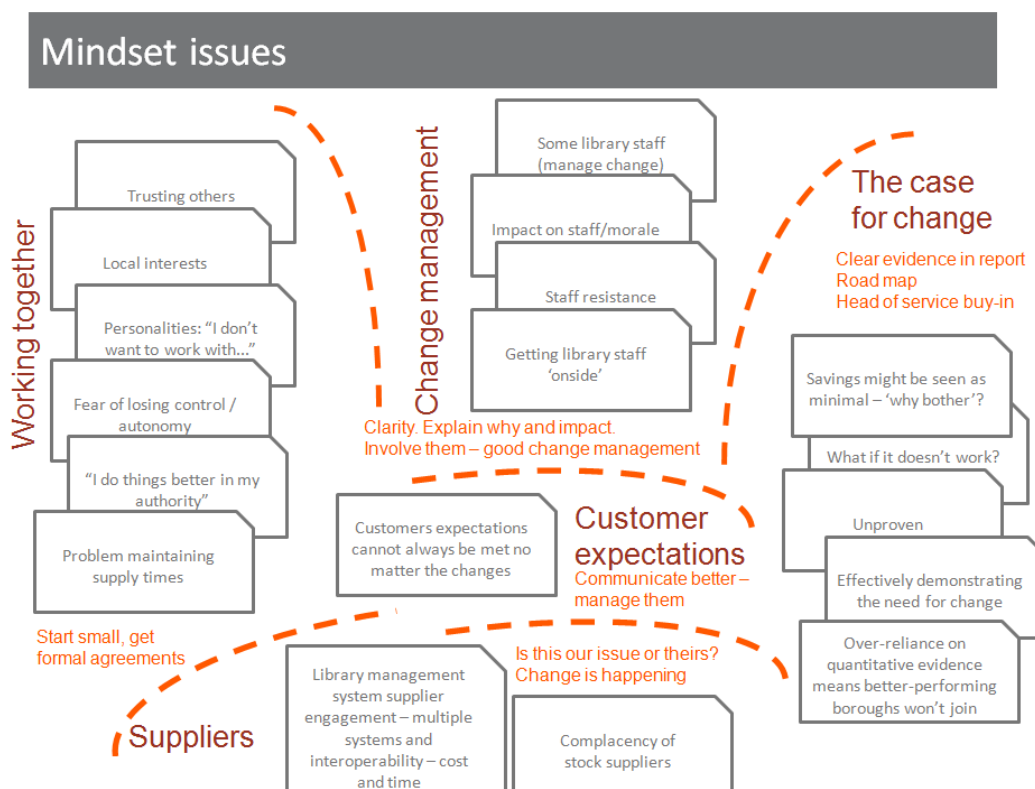 Mindset issues
Working together
Trusting others
Local interests
Personalities: “I don’t
want to work with...”
Fear of losing control /
autonomy
“I do things better in my
authority”
Problem maintaining
supply times
Start small, get
formal agreements
Change management
Some library staff
(manage change)
Impact on staff/morale
Staff resistance
Getting library staff
‘onside’
Clarity. Explain why and impact.
Involve them – good change management
The case
for change
Clear evidence in report
Road map
Head of service buy-in
Savings might be seen as
minimal – ‘why bother’?
What if it doesn’t work?
Unproven
Effectively demonstrating
the need for change
Over-reliance on
quantitative evidence
means better-performing
boroughs won’t join
Customers expectations
cannot always be met no
matter the changes
Customer
expectations
Communicate better –
manage them
Suppliers
Library management
system supplier
engagement – multiple
systems and
interoperability – cost
and time
Is this our issue or theirs?
Change is happening
Complacency of
stock suppliers